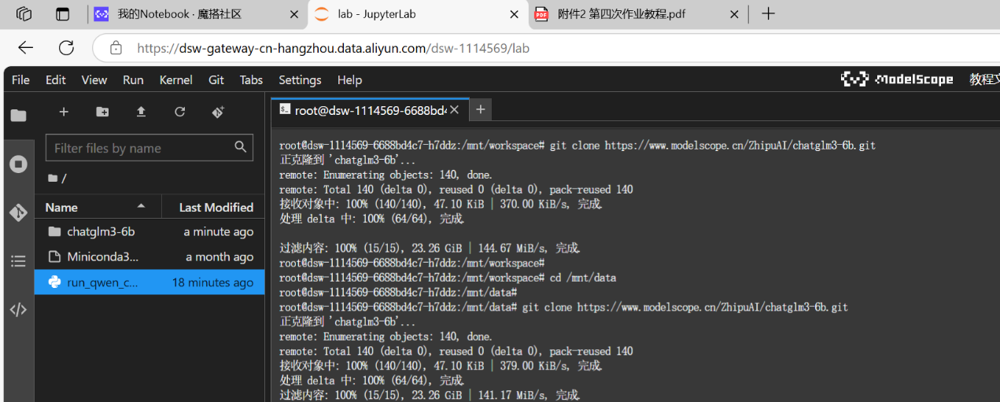 我的Notebook · 魔搭社区
lab - JupyterLab
附件2 第四次作业教程.pdf
https://dsw-gateway-cn-hangzhou.data.aliyun.com/dsw-1114569/lab
File Edit View Run Kernel Git Tabs Settings Help
ModelScope 教程文
Filter files by name
/
Name Last Modified
chatglm3-6b a minute ago
Miniconda3... a month ago
run_qwen_c... 18 minutes ago
root@dsw-1114569-6688bd4
root@dsw-1114569-6688bd4c7-h7ddz:/mnt/workspace# git clone https://www.modelscope.cn/ZhipuAI/chatglm3-6b.git
正克隆到 'chatglm3-6b'...
remote: Enumerating objects: 140, done.
remote: Total 140 (delta 0), reused 0 (delta 0), pack-reused 140
接收对象中: 100% (140/140), 47.10 KiB | 370.00 KiB/s, 完成.
处理 delta 中: 100% (64/64), 完成.
过滤内容: 100% (15/15), 23.26 GiB | 144.67 MiB/s, 完成.
root@dsw-1114569-6688bd4c7-h7ddz:/mnt/workspace#
root@dsw-1114569-6688bd4c7-h7ddz:/mnt/workspace# cd /mnt/data
root@dsw-1114569-6688bd4c7-h7ddz:/mnt/data#
root@dsw-1114569-6688bd4c7-h7ddz:/mnt/data# git clone https://www.modelscope.cn/ZhipuAI/chatglm3-6b.git
正克隆到 'chatglm3-6b'...
remote: Enumerating objects: 140, done.
remote: Total 140 (delta 0), reused 0 (delta 0), pack-reused 140
接收对象中: 100% (140/140), 47.10 KiB | 379.00 KiB/s, 完成.
处理 delta 中: 100% (64/64), 完成.
过滤内容: 100% (15/15), 23.26 GiB | 141.17 MiB/s, 完成.